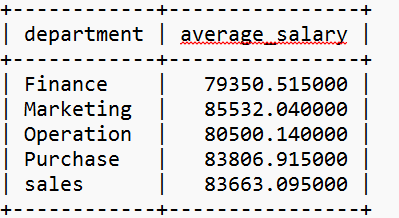 +------------+----------------+
| department | average_salary |
+------------+----------------+
| Finance    |   79350.515000 |
| Marketing  |   85532.040000 |
| Operation  |   80500.140000 |
| Purchase   |   83806.915000 |
| sales      |   83663.095000 |
+------------+----------------+